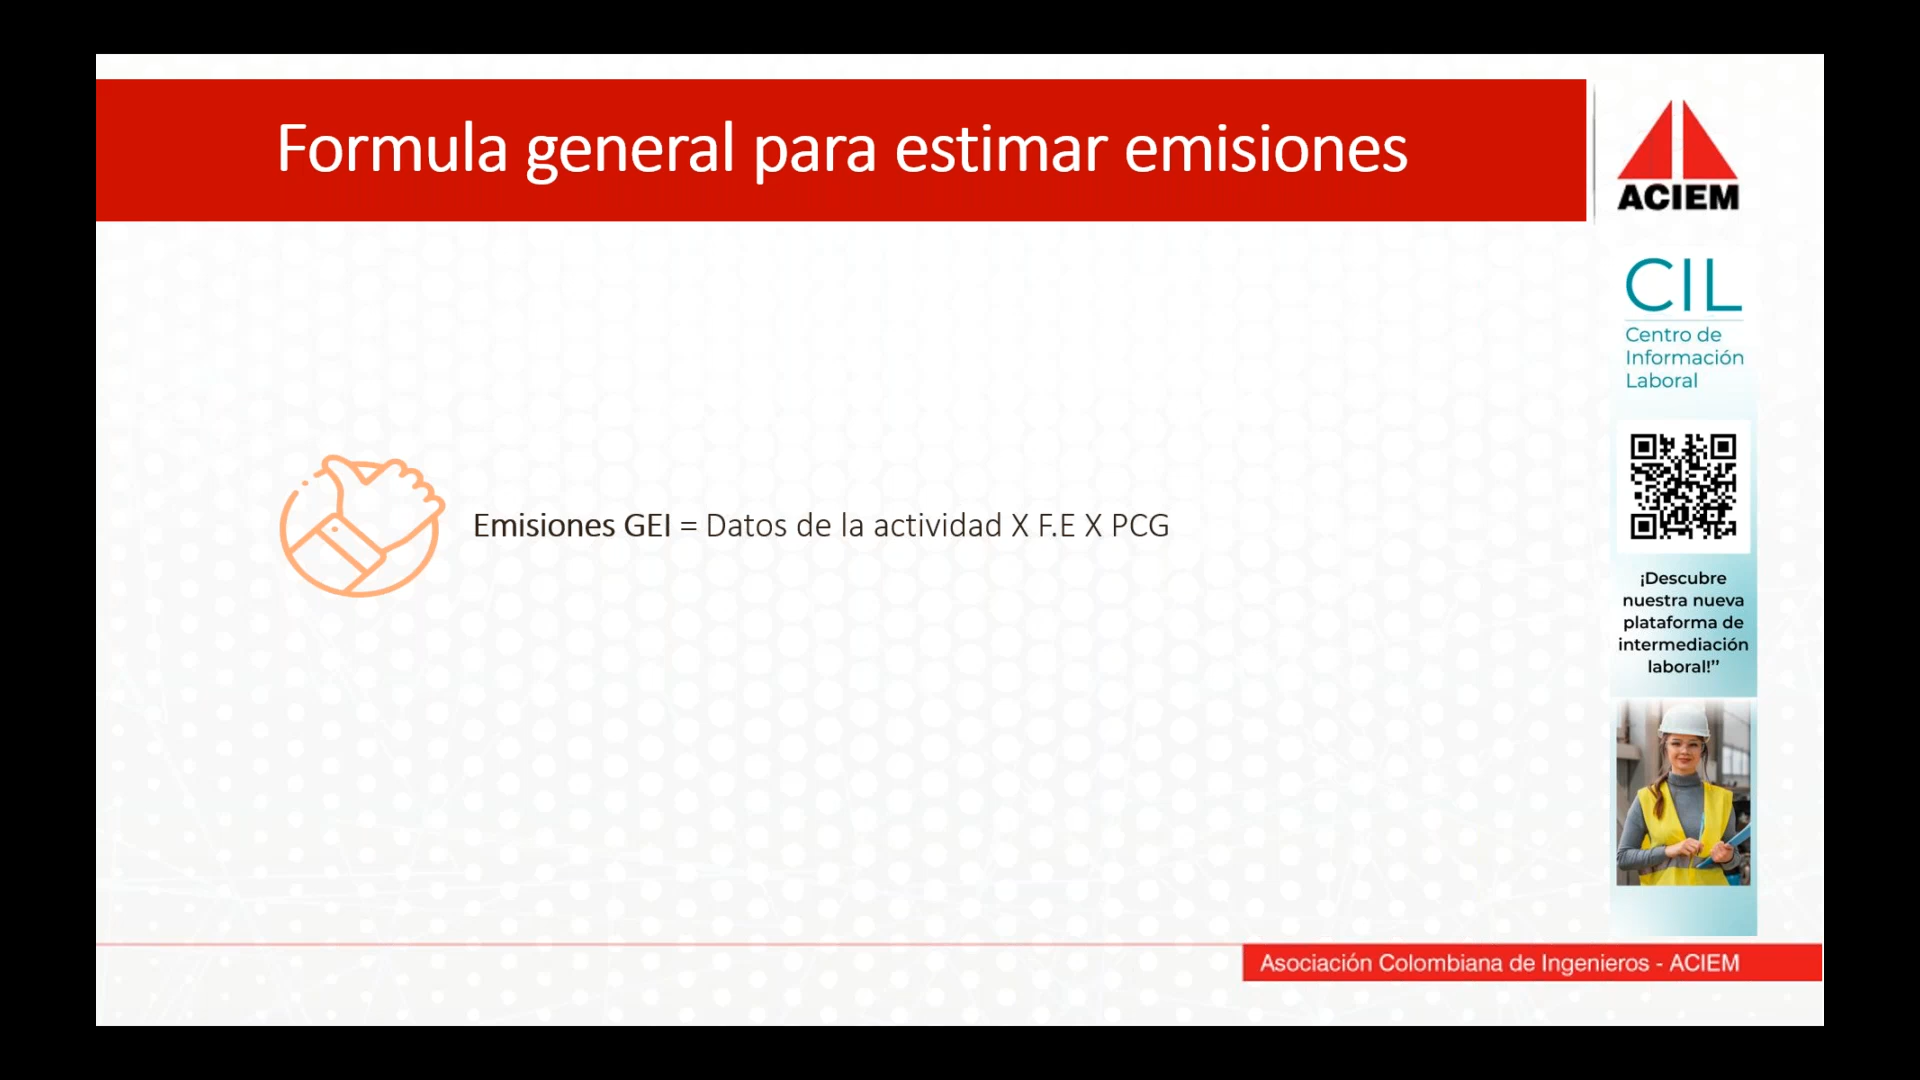 Formula general para estimar emisiones
ACIEM
CIL
Centro de
Información
Laboral
Emisiones GEI = Datos de la actividad X F.E X PCG
¡Descubre
nuestra nueva
plataforma de
intermediación
laboral!”
Asociación Colombiana de Ingenieros - ACIEM